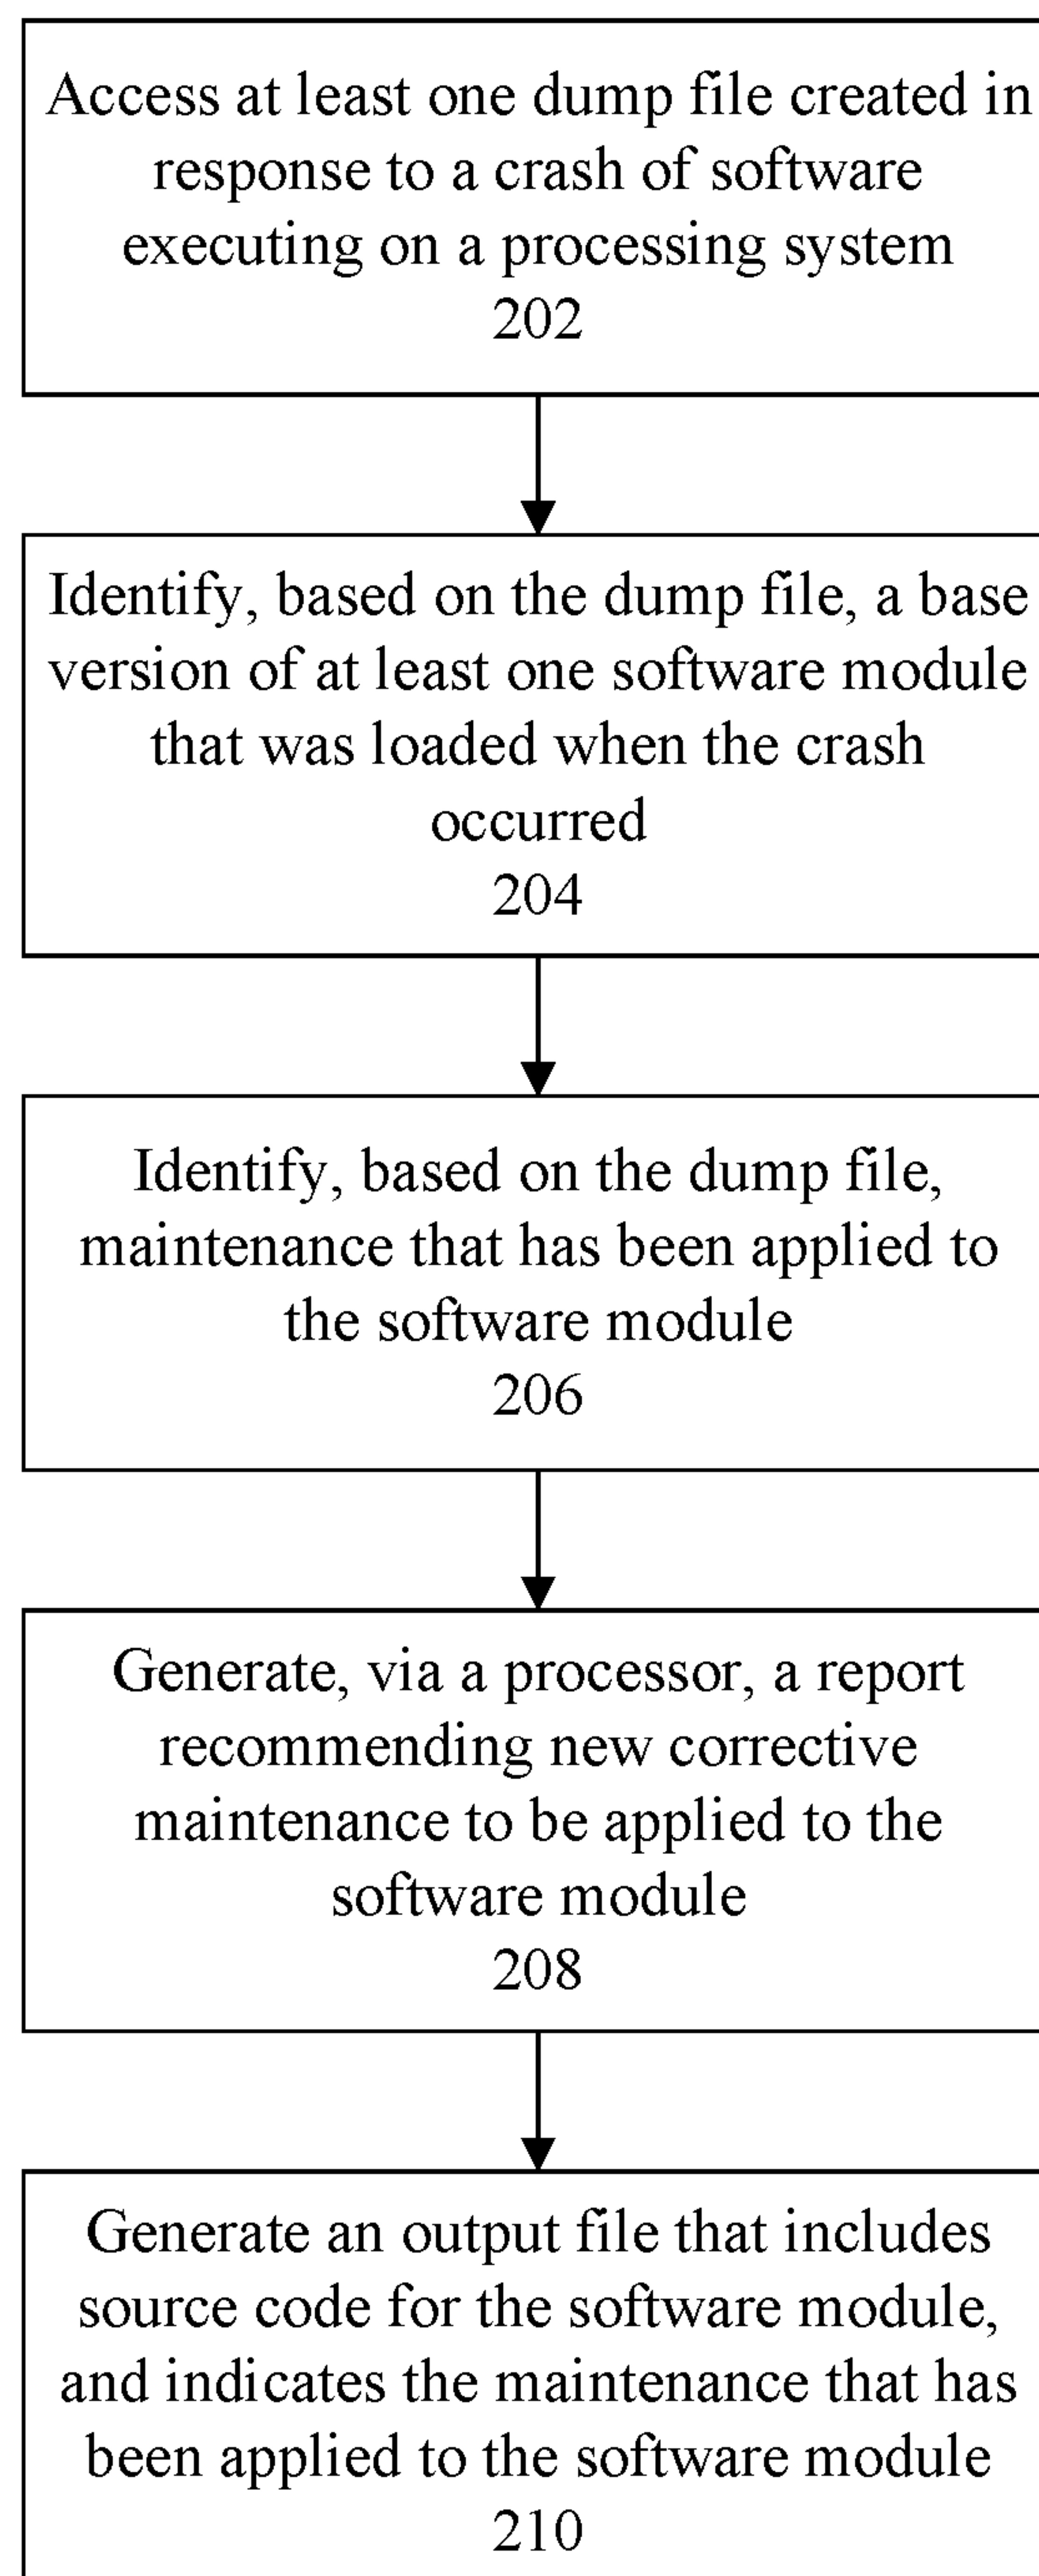 Access at least one dump file created in
response to a crash of software
executing on a processing system
202
Identify, based on the dump file, a base
version of at least one software module
that was loaded when the crash
occurred
204
Identify, based on the dump file,
maintenance that has been applied to
the software module
206
Generate, via a processor, a report
recommending new corrective
maintenance to be applied to the
software module
208
Generate an output file that includes
source code for the software module,
and indicates the maintenance that has
been applied to the software module
210